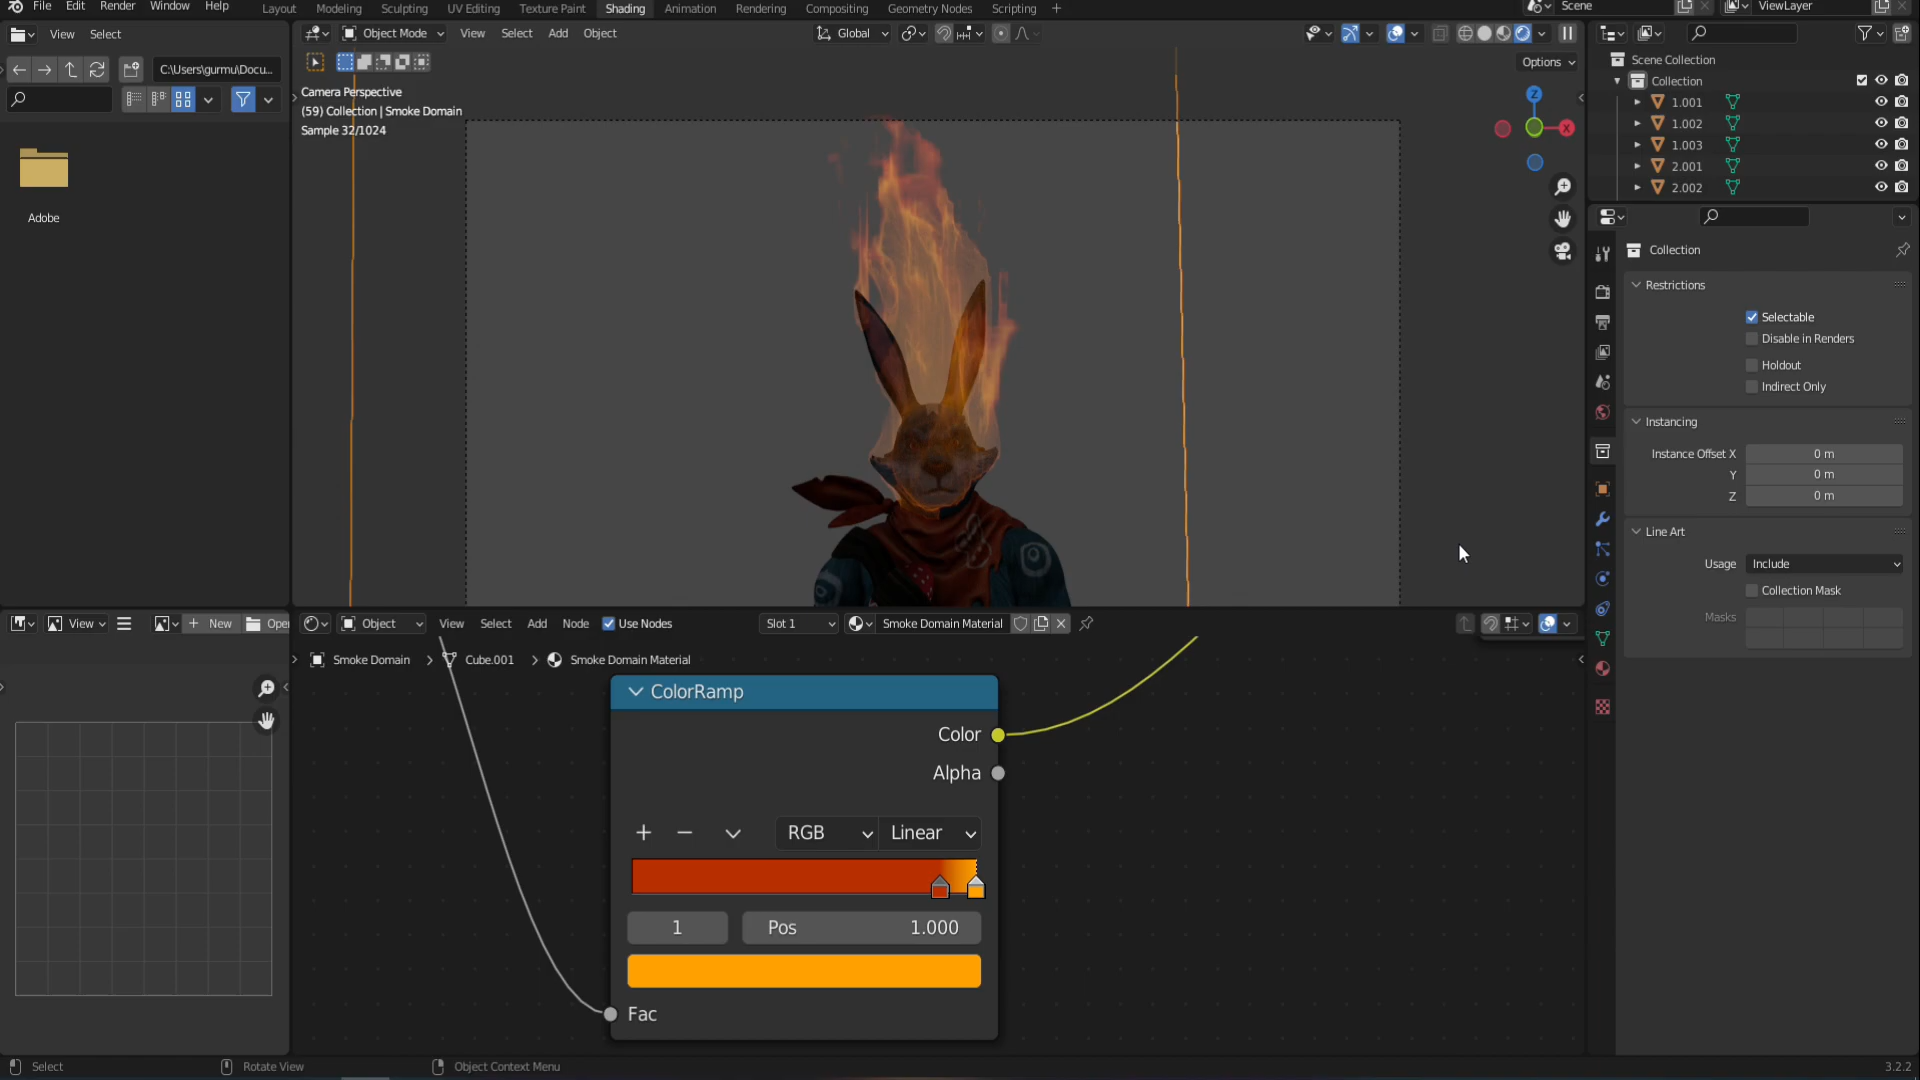 File Edit Render Window Help
Layout Modeling Sculpting UV Editing Texture Paint Shading Animation Rendering Compositing Geometry Nodes Scripting +
Scene
ViewLayer
View Select
C:\Users\gurmu\Docu...
Adobe
Object Mode View Select Add Object
Global
Options
Camera Perspective
(59) Collection | Smoke Domain
Sample 32/1024
Z
X
Scene Collection
Collection
1.001
1.002
1.003
2.001
2.002
Collection
Restrictions
Selectable
Disable in Renders
Holdout
Indirect Only
Instancing
Instance Offset X 0 m
Y 0 m
Z 0 m
Line Art
Usage Include
Collection Mask
Masks
View
+ New
Ope
Object View Select Add Node Use Nodes Slot 1 Smoke Domain Material
Smoke Domain > Cube.001 > Smoke Domain Material
ColorRamp
Color
Alpha
+ − RGB Linear
1 Pos 1.000
Fac
Select Rotate View Object Context Menu
3.2.2